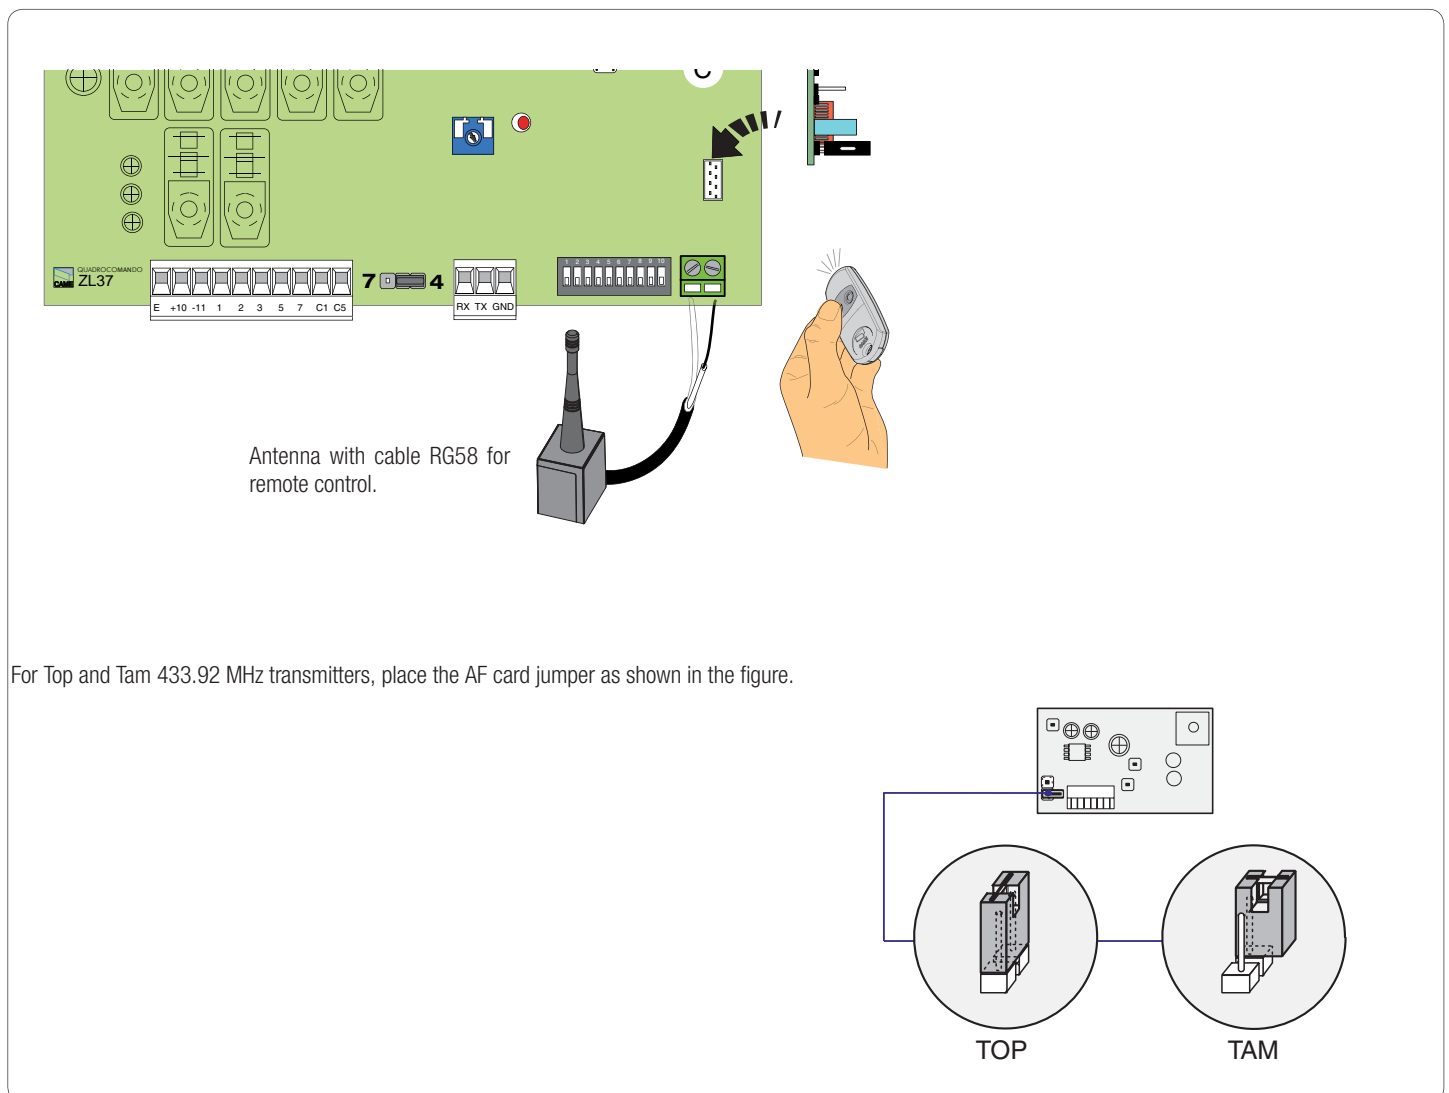 C
QUADROCOMANDO
ZL37
CAME
E +10 -11 1 2 3 5 7 C1 C5
7 4
RX TX GND
1 2 3 4 5 6 7 8 9 10
Antenna with cable RG58 for
remote control.
For Top and Tam 433.92 MHz transmitters, place the AF card jumper as shown in the figure.
TOP
TAM